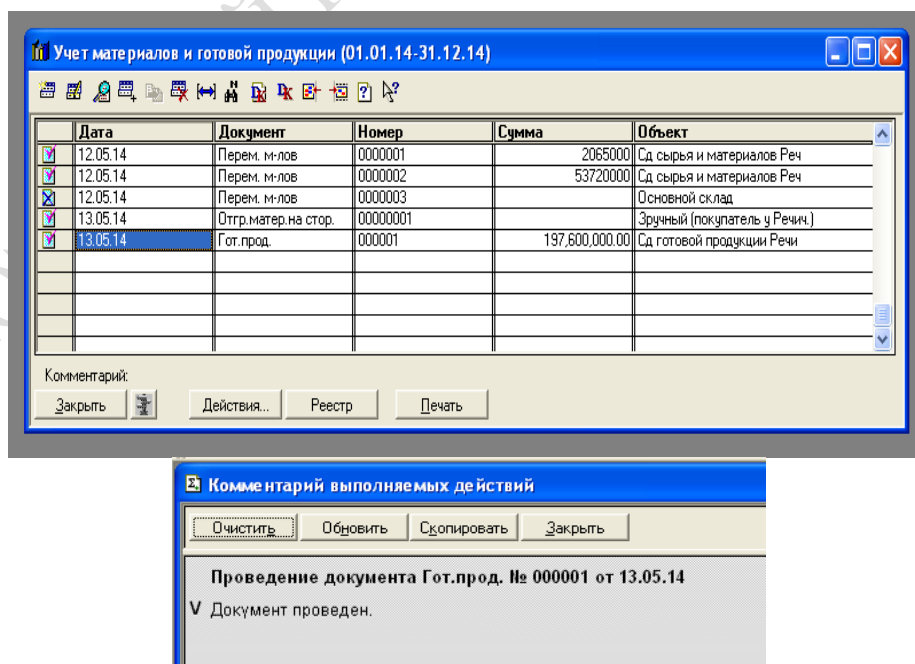 Учет материалов и готовой продукции (01.01.14-31.12.14)
Дата Документ Номер Сумма Объект
12.05.14 Перем. м-лов 0000001 2065000 Сд сырья и материалов Реч
12.05.14 Перем. м-лов 0000002 53720000 Сд сырья и материалов Реч
12.05.14 Перем. м-лов 0000003 Основной склад
13.05.14 Отгр.матер.на стор. 00000001 Зручный (покупатель у Речич.)
13.05.14 Гот.прод. 000001 197,600,000.00 Сд готовой продукции Речи
Комментарий:
Закрыть Действия... Реестр Печать
Комментарий выполняемых действий
Очистить Обновить Скопировать Закрыть
Проведение документа Гот.прод. № 000001 от 13.05.14
V Документ проведен.